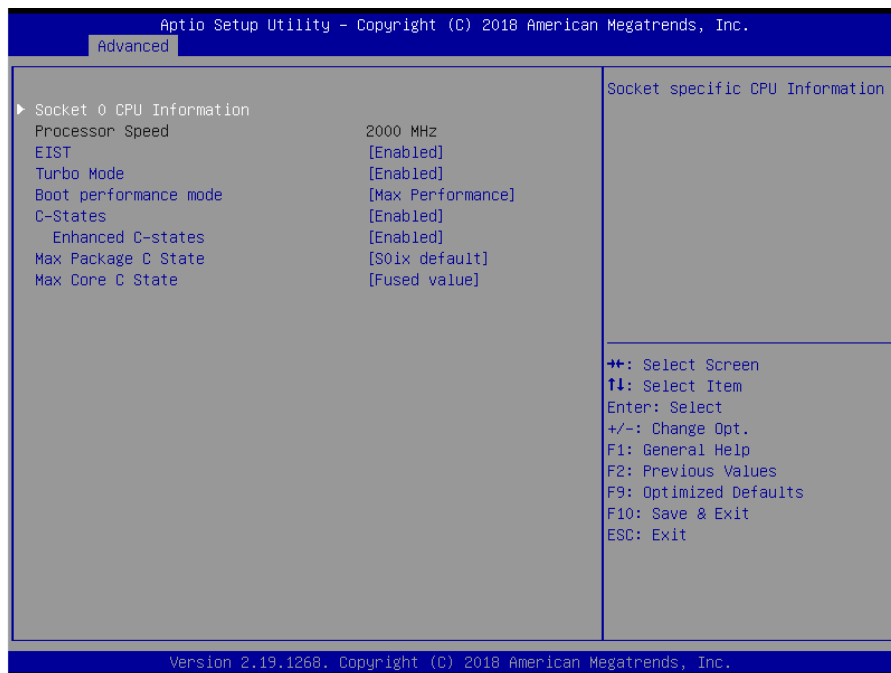 Aptio Setup Utility – Copyright (C) 2018 American Megatrends, Inc.
Advanced
Socket 0 CPU Information
Processor Speed 2000 MHz
EIST [Enabled]
Turbo Mode [Enabled]
Boot performance mode [Max Performance]
C-States [Enabled]
Enhanced C-states [Enabled]
Max Package C State [S0ix default]
Max Core C State [Fused value]
Socket specific CPU Information
→←: Select Screen
↑↓: Select Item
Enter: Select
+/-: Change Opt.
F1: General Help
F2: Previous Values
F9: Optimized Defaults
F10: Save & Exit
ESC: Exit
Version 2.19.1268. Copyright (C) 2018 American Megatrends, Inc.